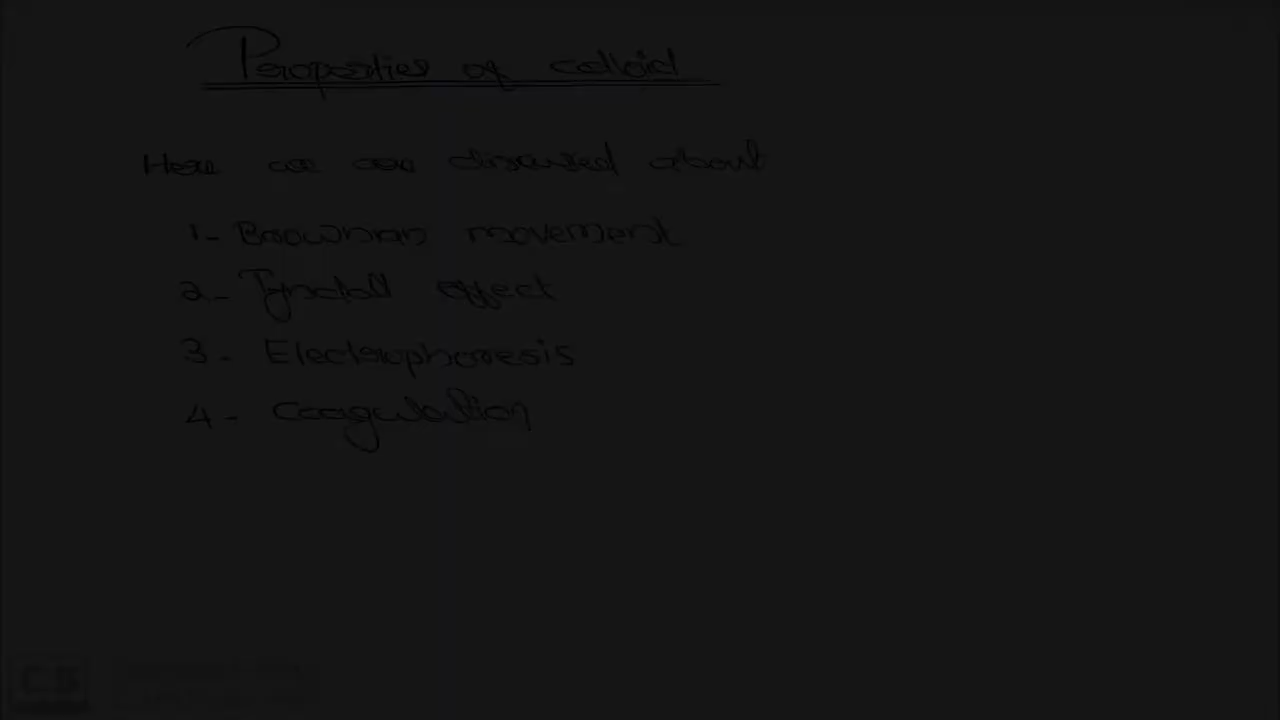 Properties of colloid
Here we are discussed about
1- Brownian movement
2- Tyndall effect
3- Electrophoresis
4- Coagulation